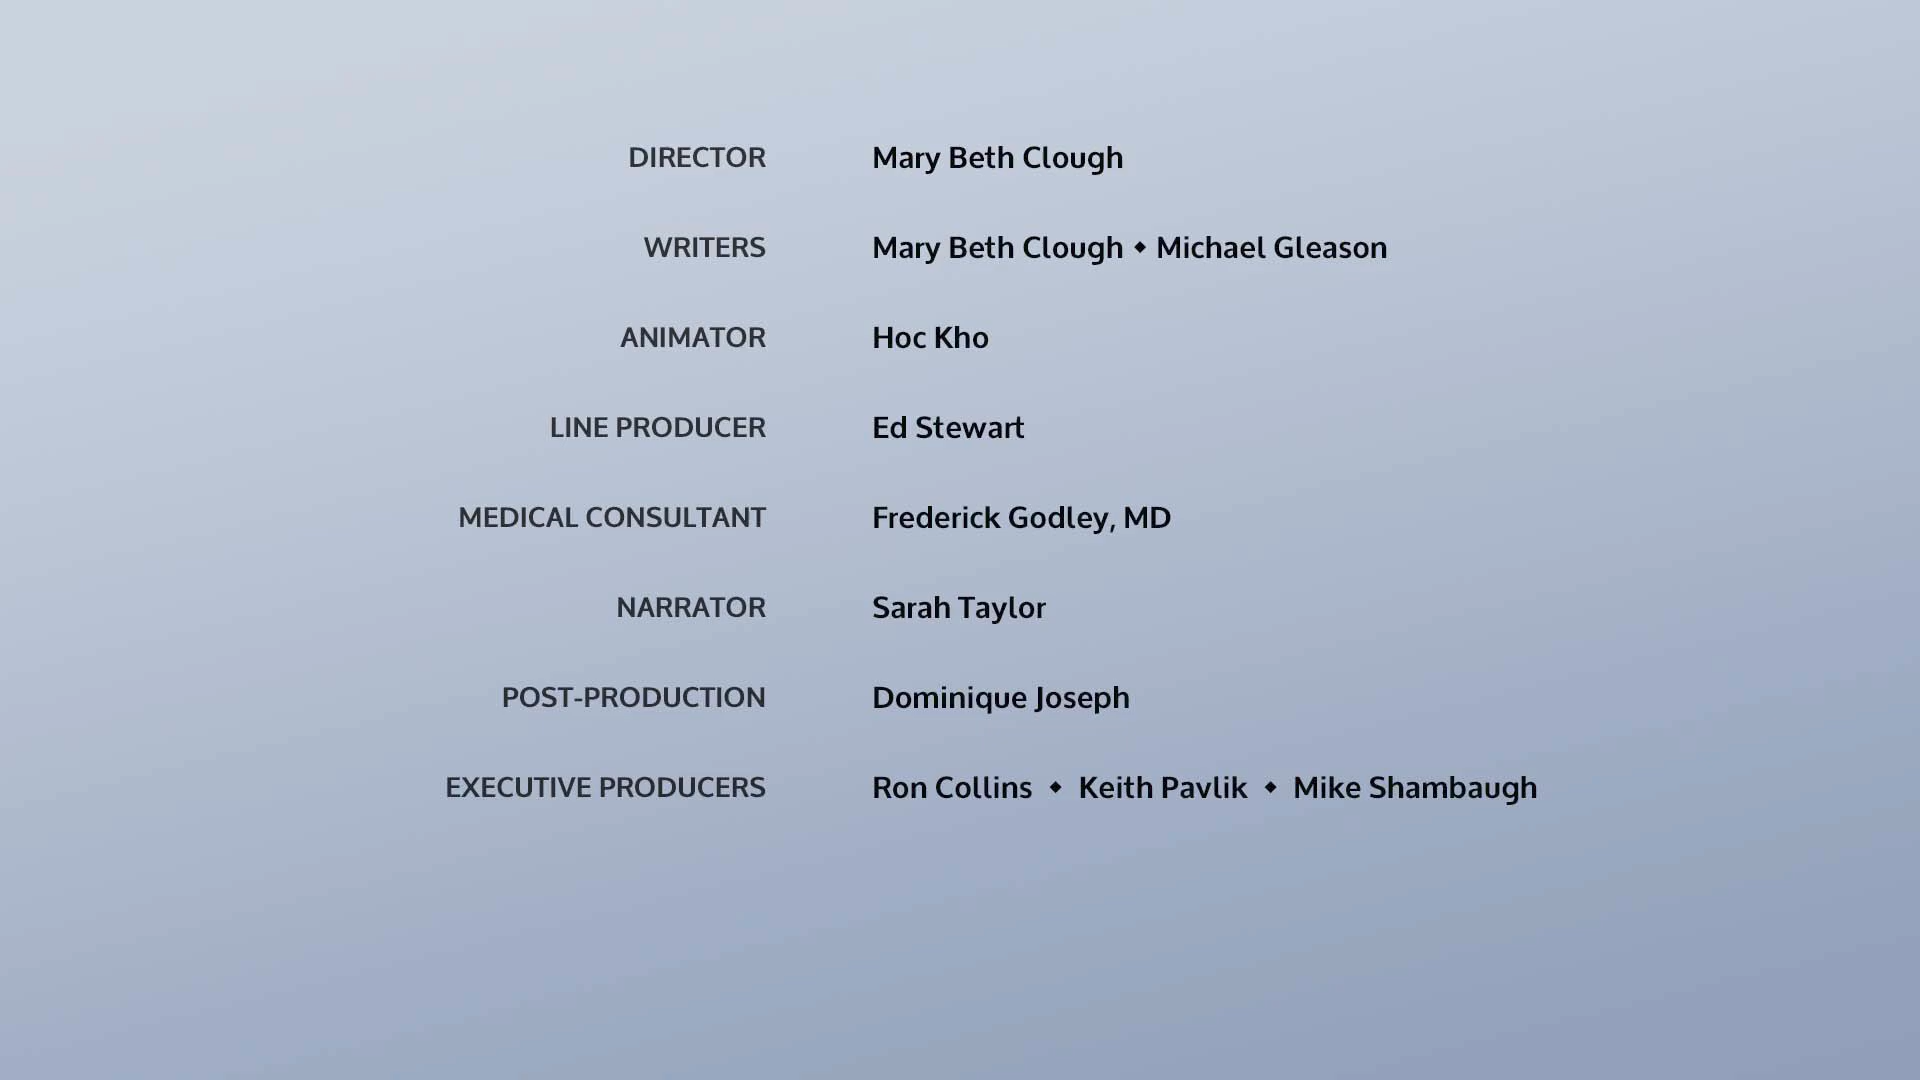 DIRECTOR Mary Beth Clough
WRITERS Mary Beth Clough ◆ Michael Gleason
ANIMATOR Hoc Kho
LINE PRODUCER Ed Stewart
MEDICAL CONSULTANT Frederick Godley, MD
NARRATOR Sarah Taylor
POST-PRODUCTION Dominique Joseph
EXECUTIVE PRODUCERS Ron Collins ◆ Keith Pavlik ◆ Mike Shambaugh